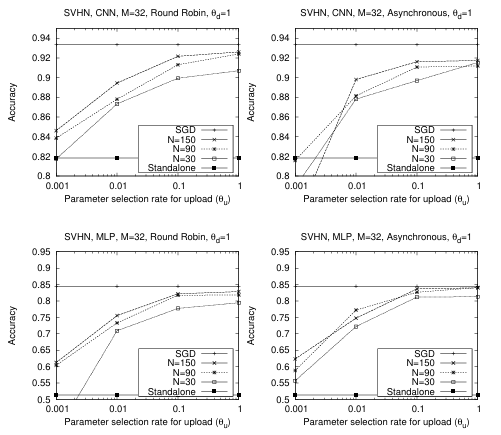 SVHN, CNN, M=32, Round Robin, θd=1
Accuracy
0.94
0.92
0.9
0.88
0.86
0.84
0.82
0.8
SGD
N=150
N=90
N=30
Standalone
0.001 0.01 0.1 1
Parameter selection rate for upload (θu)
SVHN, CNN, M=32, Asynchronous, θd=1
Accuracy
0.94
0.92
0.9
0.88
0.86
0.84
0.82
0.8
SGD
N=150
N=90
N=30
Standalone
0.001 0.01 0.1 1
Parameter selection rate for upload (θu)
SVHN, MLP, M=32, Round Robin, θd=1
Accuracy
0.95
0.9
0.85
0.8
0.75
0.7
0.65
0.6
0.55
0.5
SGD
N=150
N=90
N=30
Standalone
0.001 0.01 0.1 1
Parameter selection rate for upload (θu)
SVHN, MLP, M=32, Asynchronous, θd=1
Accuracy
0.95
0.9
0.85
0.8
0.75
0.7
0.65
0.6
0.55
0.5
SGD
N=150
N=90
N=30
Standalone
0.001 0.01 0.1 1
Parameter selection rate for upload (θu)